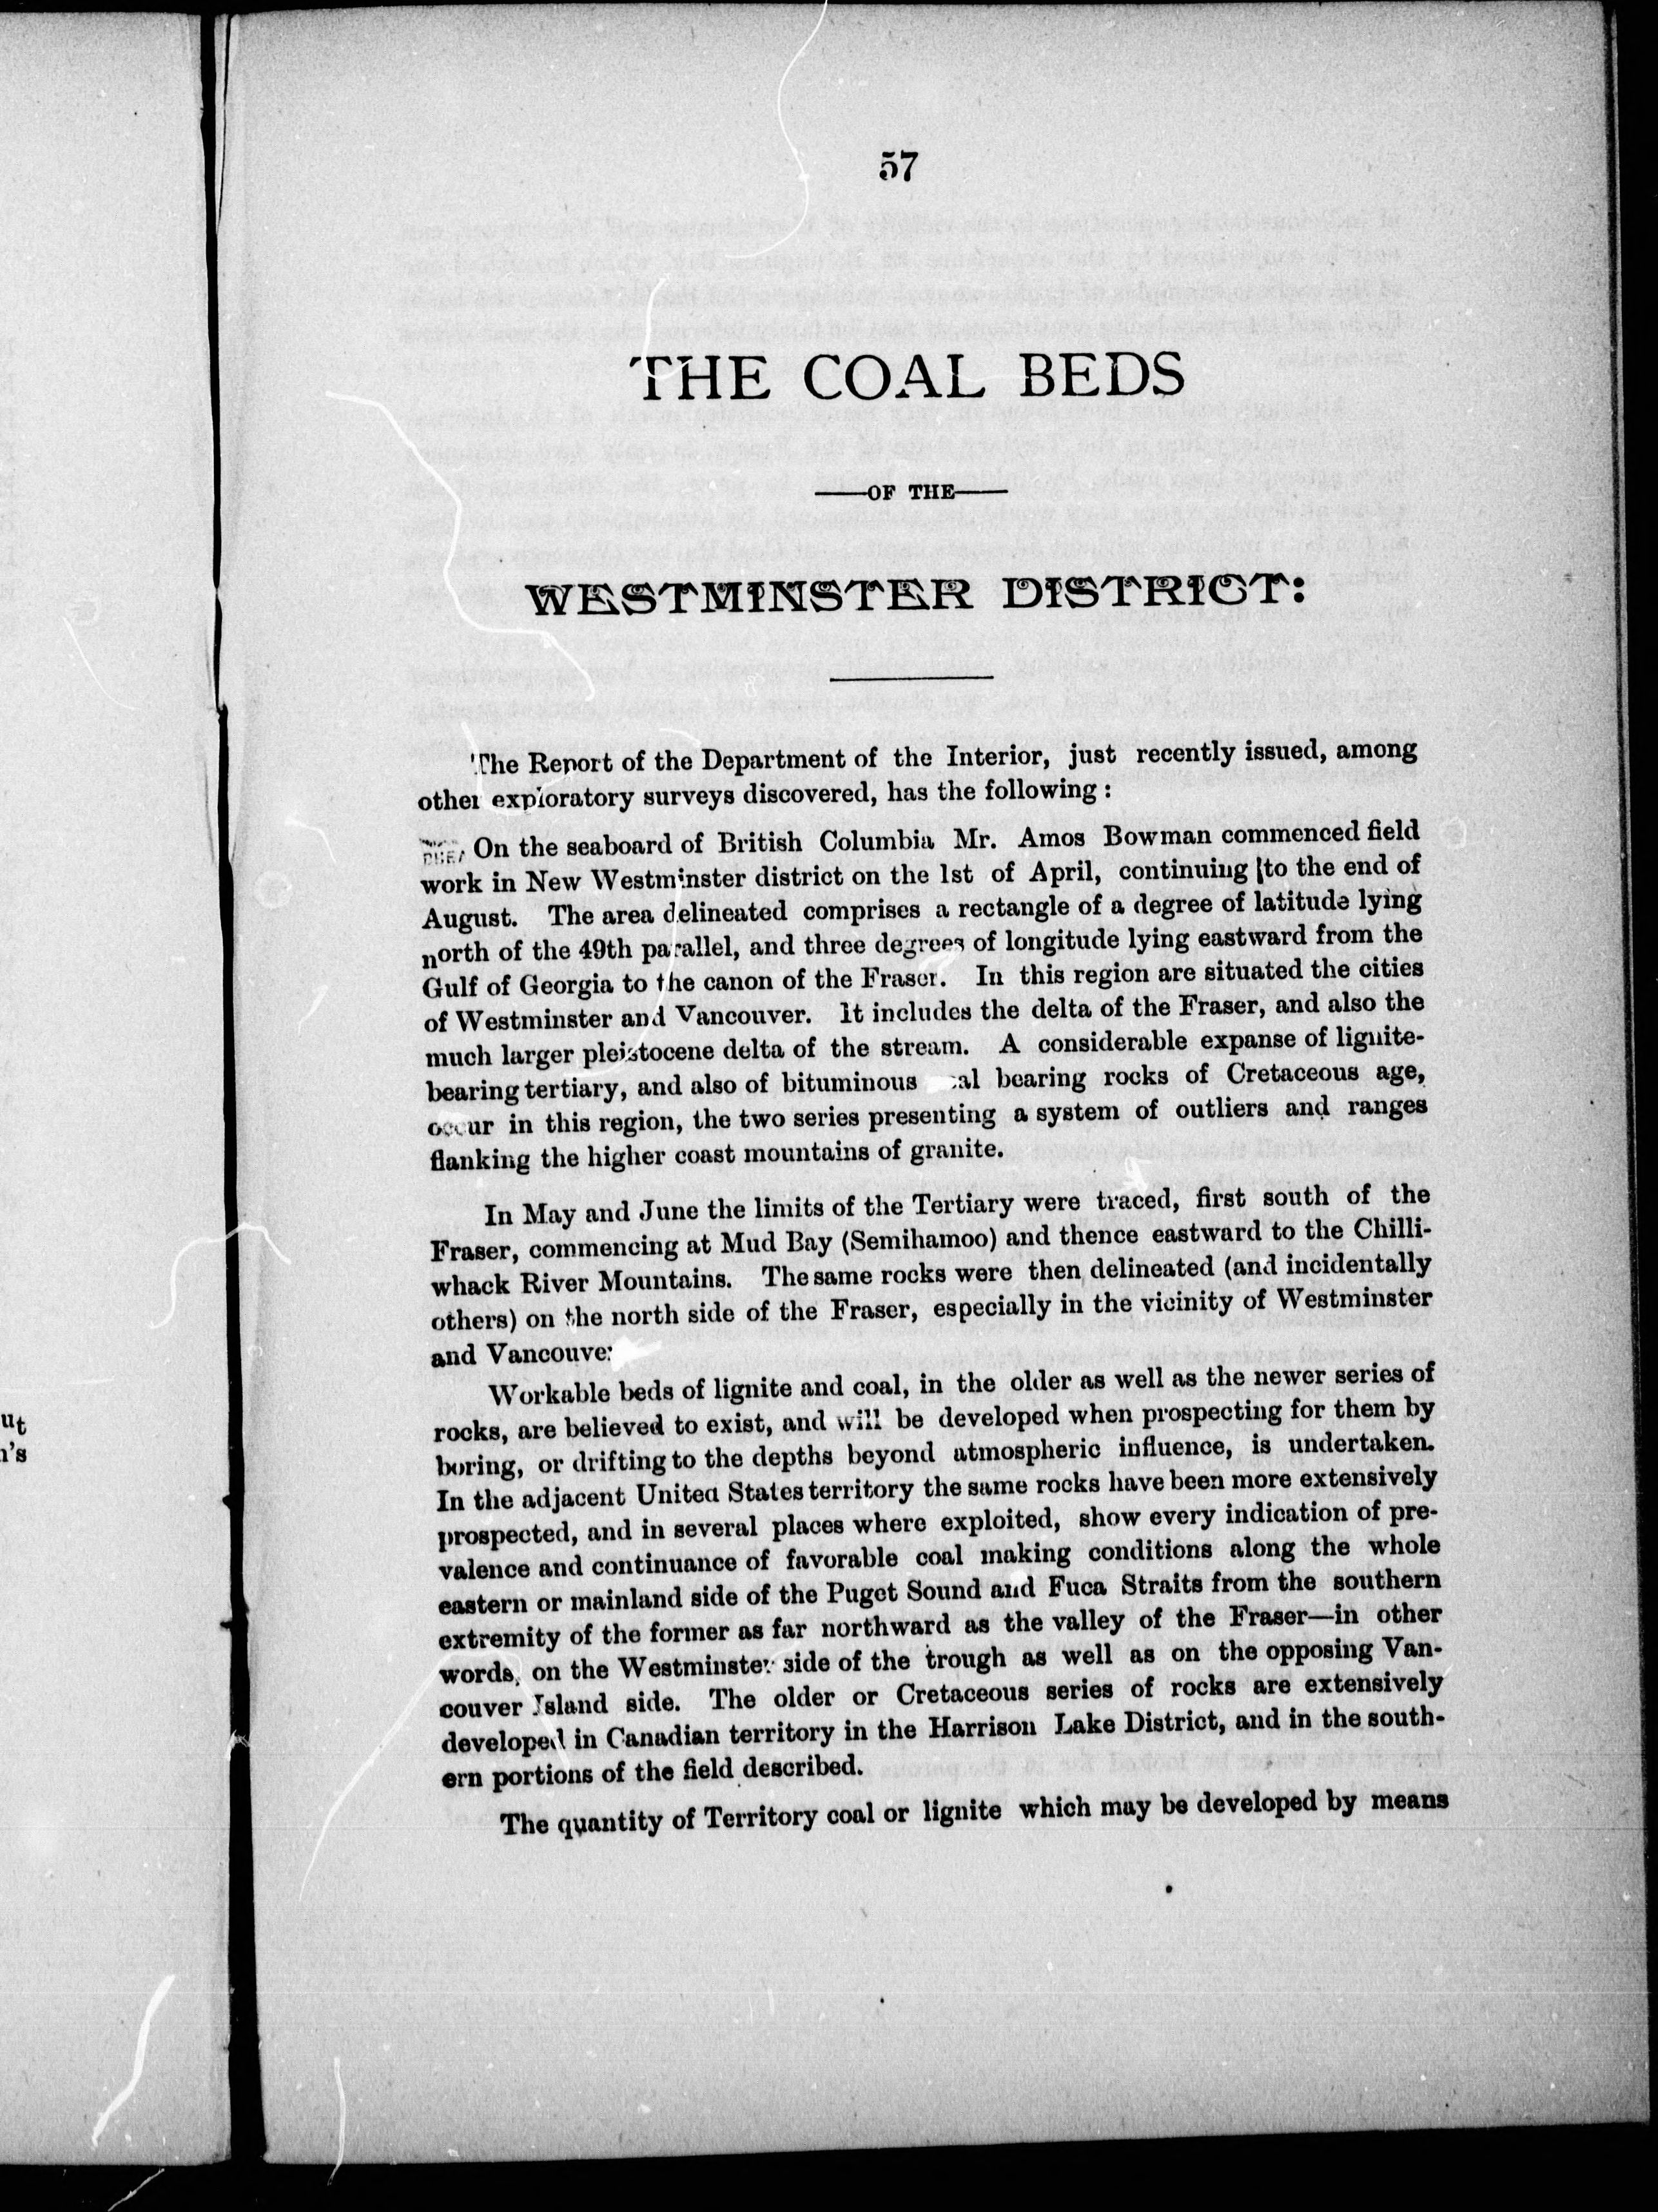 57
THE COAL BEDS
——OF THE——
WESTMINSTER DISTRICT:
The Report of the Department of the Interior, just recently issued, among
other exploratory surveys discovered, has the following :
On the seaboard of British Columbia Mr. Amos Bowman commenced field
work in New Westminster district on the 1st of April, continuing to the end of
August. The area delineated comprises a rectangle of a degree of latitude lying
north of the 49th parallel, and three degrees of longitude lying eastward from the
Gulf of Georgia to the canon of the Fraser. In this region are situated the cities
of Westminster and Vancouver. It includes the delta of the Fraser, and also the
much larger pleistocene delta of the stream. A considerable expanse of lignite-
bearing tertiary, and also of bituminous coal bearing rocks of Cretaceous age,
occur in this region, the two series presenting a system of outliers and ranges
flanking the higher coast mountains of granite.
In May and June the limits of the Tertiary were traced, first south of the
Fraser, commencing at Mud Bay (Semihamoo) and thence eastward to the Chilli-
whack River Mountains. The same rocks were then delineated (and incidentally
others) on the north side of the Fraser, especially in the vicinity of Westminster
and Vancouver
Workable beds of lignite and coal, in the older as well as the newer series of
rocks, are believed to exist, and will be developed when prospecting for them by
boring, or drifting to the depths beyond atmospheric influence, is undertaken.
In the adjacent United States territory the same rocks have been more extensively
prospected, and in several places where exploited, show every indication of pre-
valence and continuance of favorable coal making conditions along the whole
eastern or mainland side of the Puget Sound and Fuca Straits from the southern
extremity of the former as far northward as the valley of the Fraser—in other
words, on the Westminster side of the trough as well as on the opposing Van-
couver Island side. The older or Cretaceous series of rocks are extensively
developed in Canadian territory in the Harrison Lake District, and in the south-
ern portions of the field described.
The quantity of Territory coal or lignite which may be developed by means
ut
n's